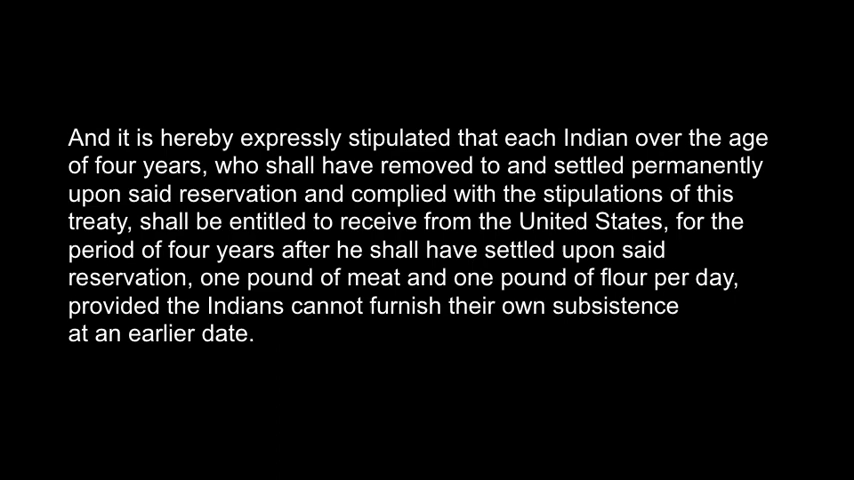 And it is hereby expressly stipulated that each Indian over the age
of four years, who shall have removed to and settled permanently
upon said reservation and complied with the stipulations of this
treaty, shall be entitled to receive from the United States, for the
period of four years after he shall have settled upon said
reservation, one pound of meat and one pound of flour per day,
provided the Indians cannot furnish their own subsistence
at an earlier date.